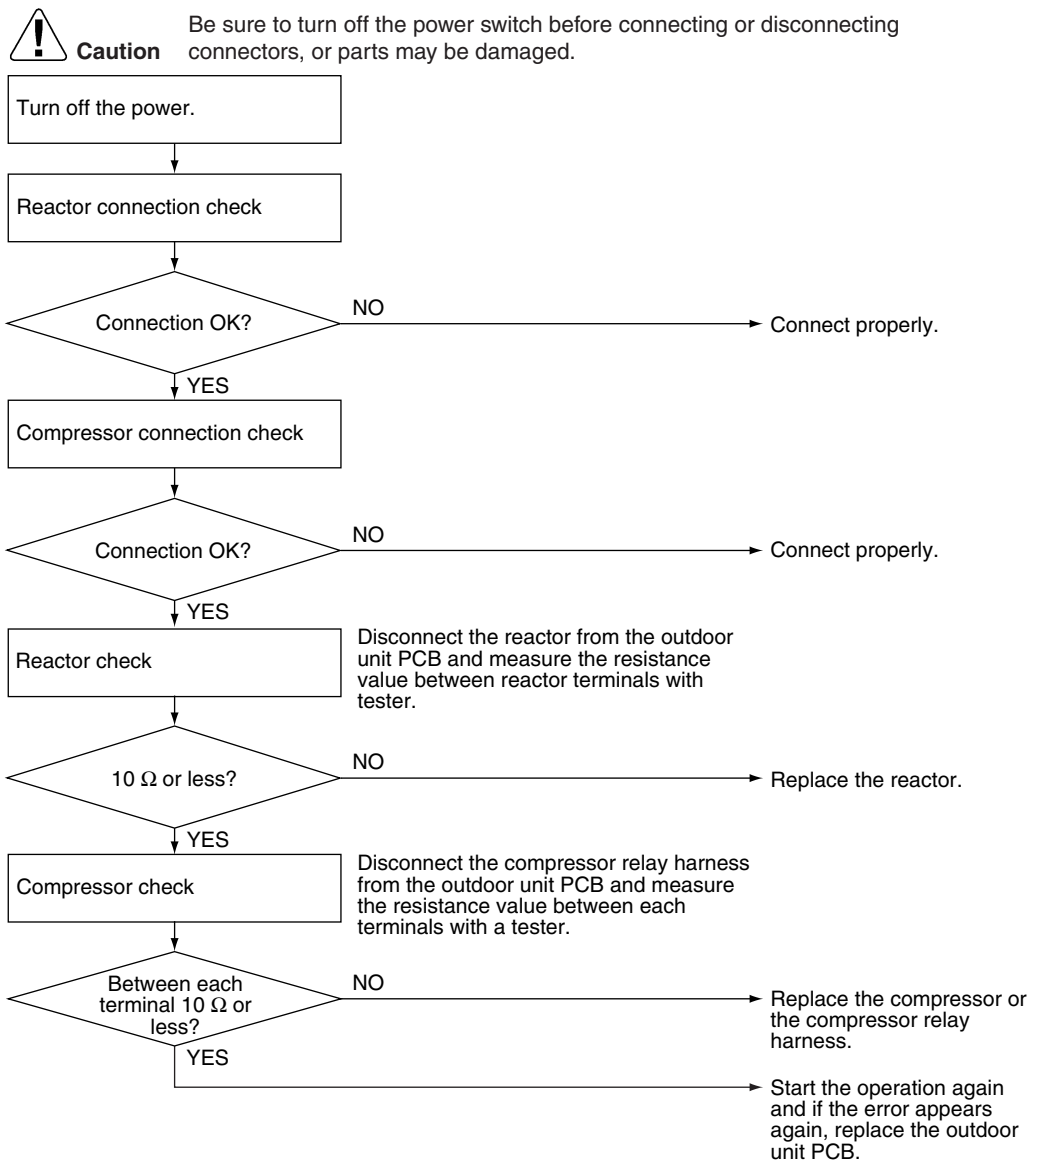 Be sure to turn off the power switch before connecting or disconnecting
Caution connectors, or parts may be damaged.
Turn off the power.
Reactor connection check
Connection OK?
NO
Connect properly.
YES
Compressor connection check
Connection OK?
NO
Connect properly.
YES
Reactor check
Disconnect the reactor from the outdoor
unit PCB and measure the resistance
value between reactor terminals with
tester.
10 Ω or less?
NO
Replace the reactor.
YES
Compressor check
Disconnect the compressor relay harness
from the outdoor unit PCB and measure
the resistance value between each
terminals with a tester.
Between each
terminal 10 Ω or
less?
NO
Replace the compressor or
the compressor relay
harness.
YES
Start the operation again
and if the error appears
again, replace the outdoor
unit PCB.